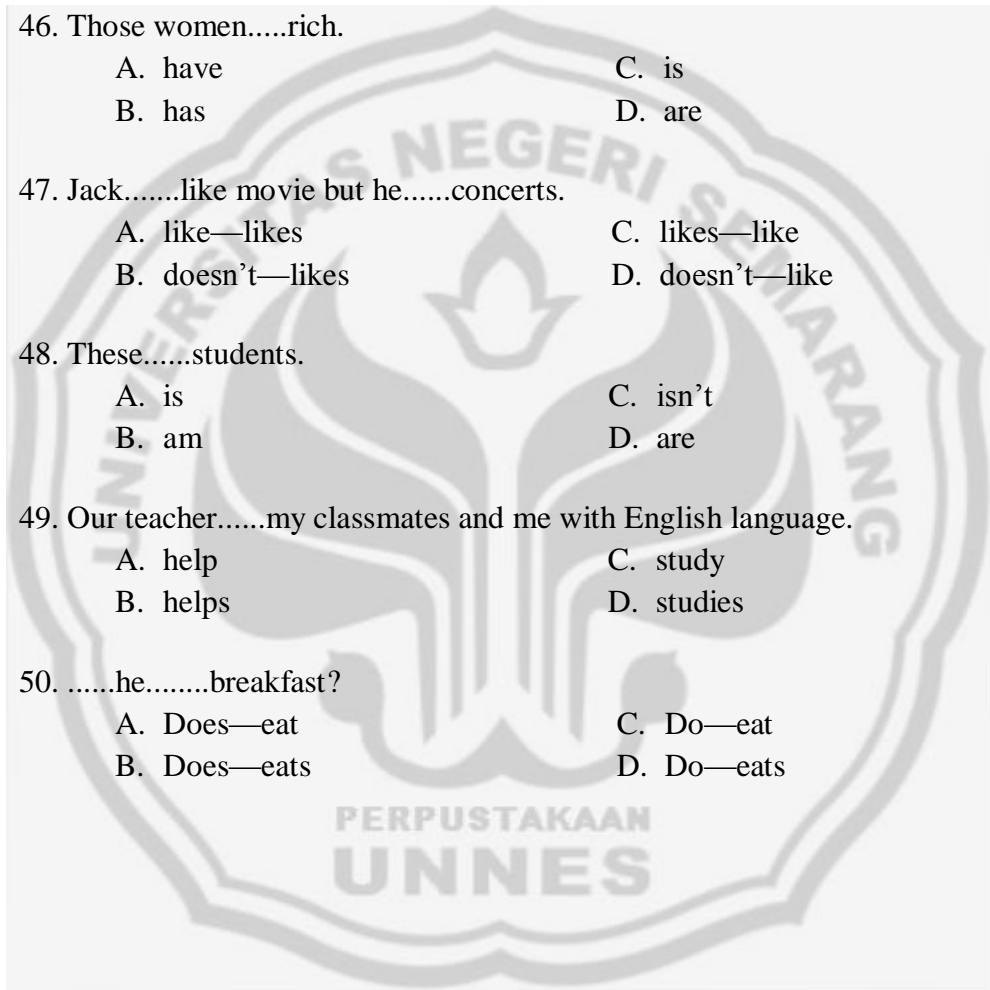 46. Those women.....rich.
A. have
C. is
B. has
D. are
47. Jack.......like movie but he......concerts.
A. like—likes
C. likes—like
B. doesn’t—likes
D. doesn’t—like
48. These......students.
A. is
C. isn’t
B. am
D. are
49. Our teacher......my classmates and me with English language.
A. help
C. study
B. helps
D. studies
50. ......he........breakfast?
A. Does—eat
C. Do—eat
B. Does—eats
D. Do—eats
UNIVERSITAS NEGERI SEMARANG
PERPUSTAKAAN
UNNES